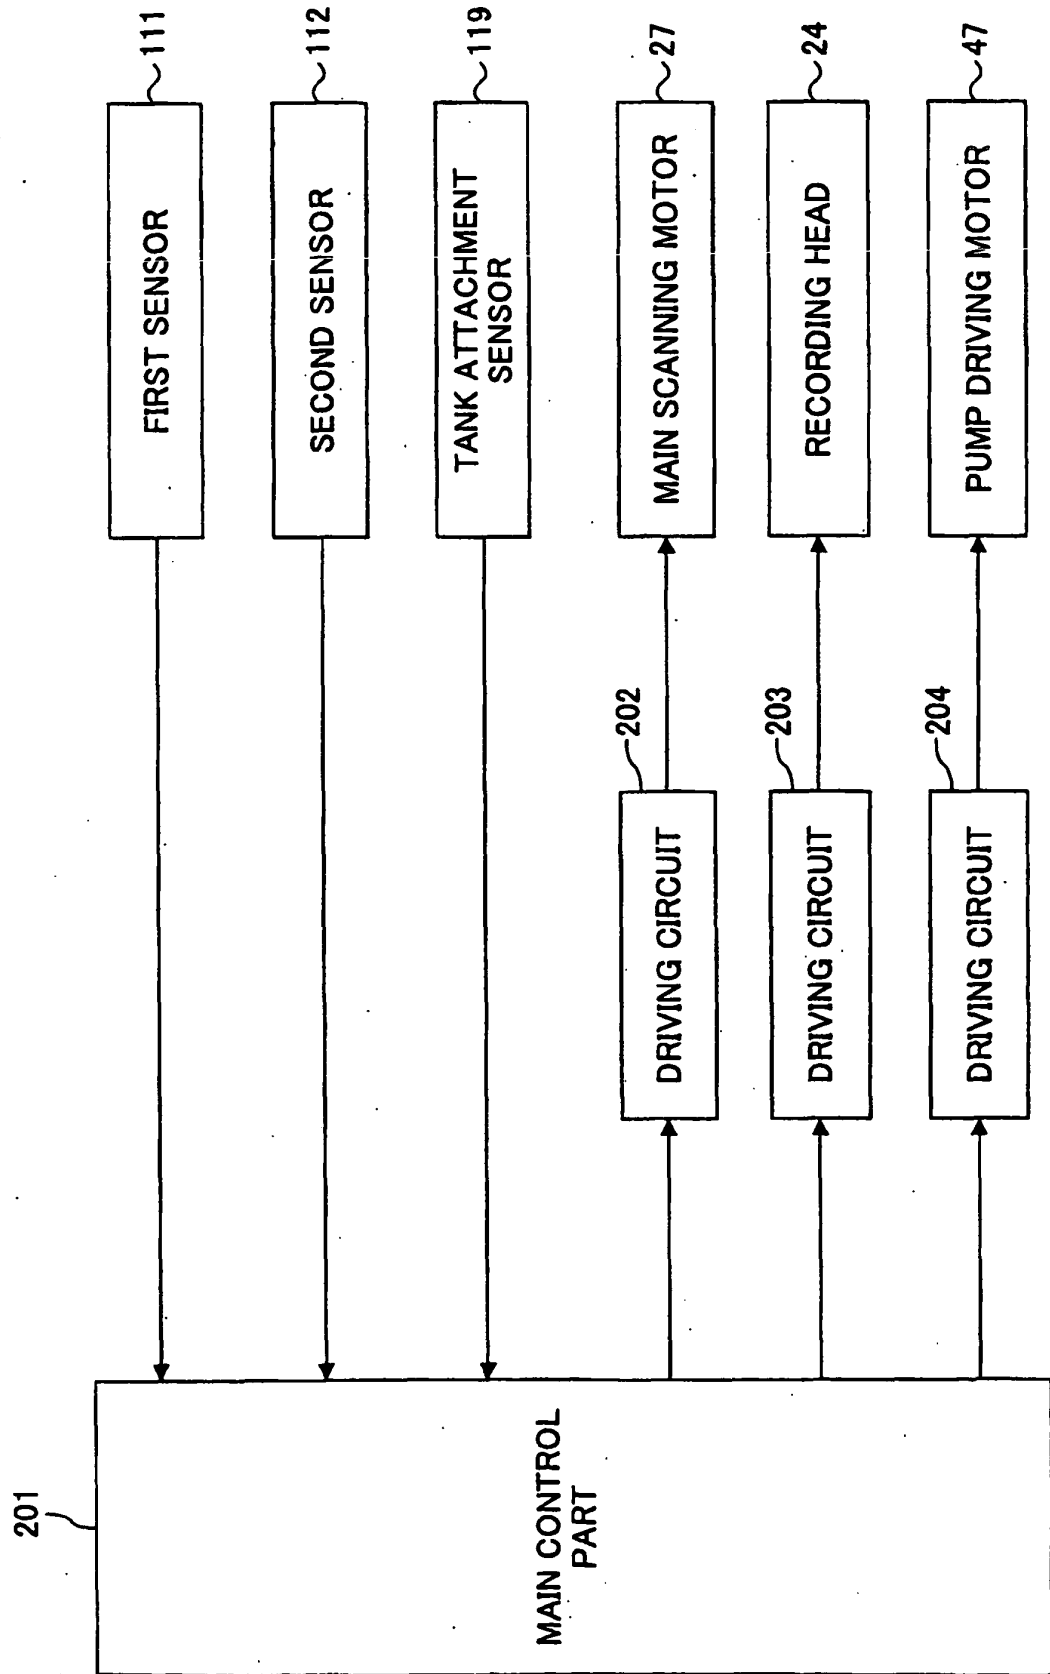 201
MAIN CONTROL
PART
FIRST SENSOR
111
SECOND SENSOR
112
TANK ATTACHMENT
SENSOR
119
DRIVING CIRCUIT
202
MAIN SCANNING MOTOR
27
DRIVING CIRCUIT
203
RECORDING HEAD
24
DRIVING CIRCUIT
204
PUMP DRIVING MOTOR
47